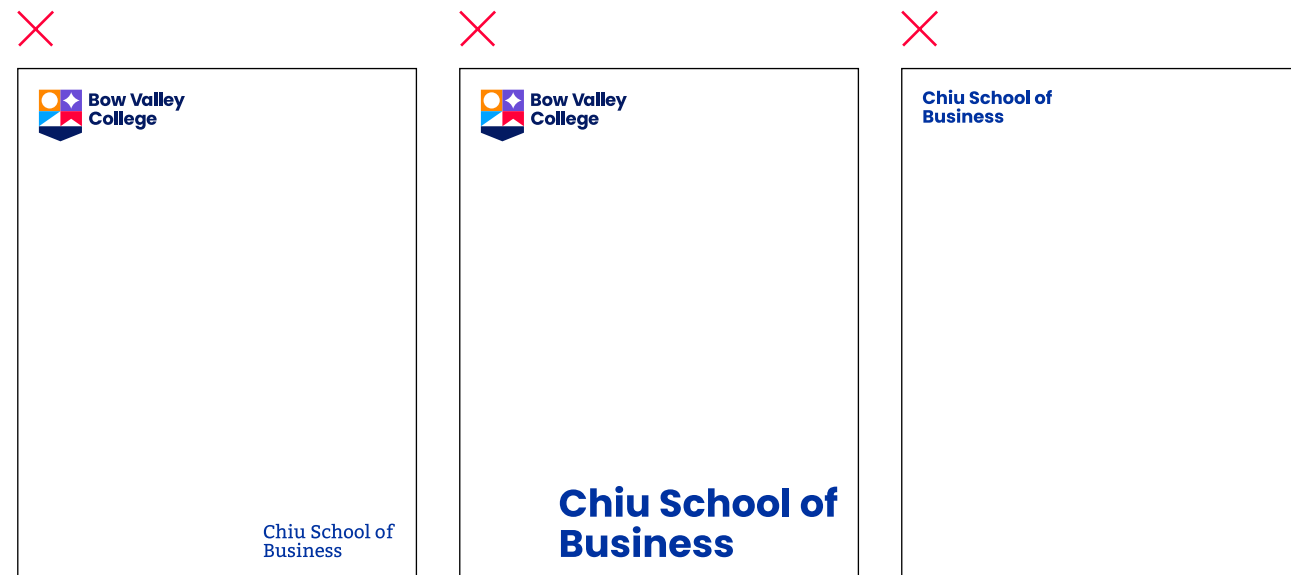 Bow Valley
College
Chiu School of
Business
Bow Valley
College
Chiu School of
Business
Chiu School of
Business